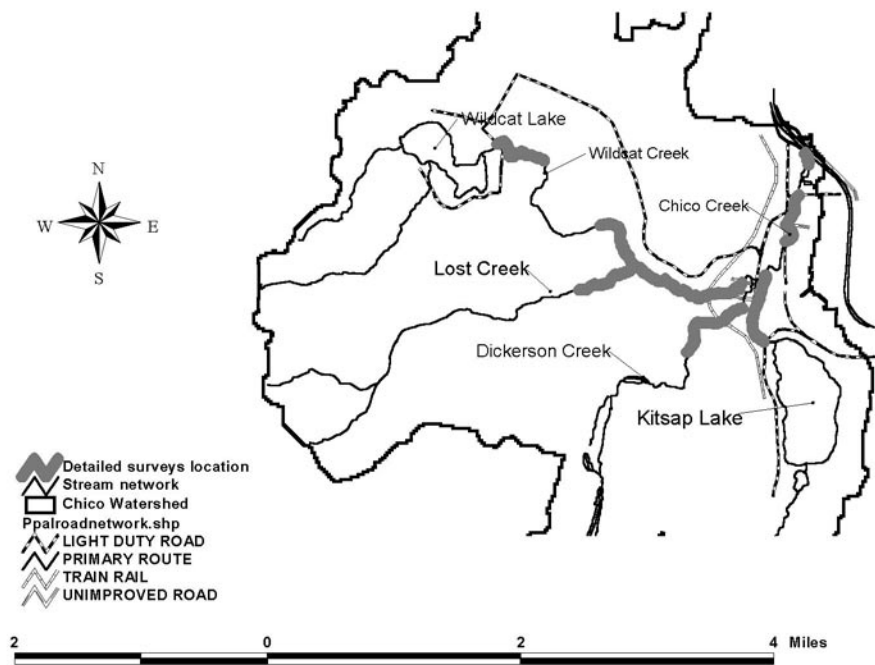 Wildcat Lake
Wildcat Creek
N
W
E
S
Chico Creek
Lost Creek
Dickerson Creek
Kitsap Lake
Detailed surveys location
Stream network
Chico Watershed
Ppalroadnetwork.shp
LIGHT DUTY ROAD
PRIMARY ROUTE
TRAIN RAIL
UNIMPROVED ROAD
2 0 2 4 Miles